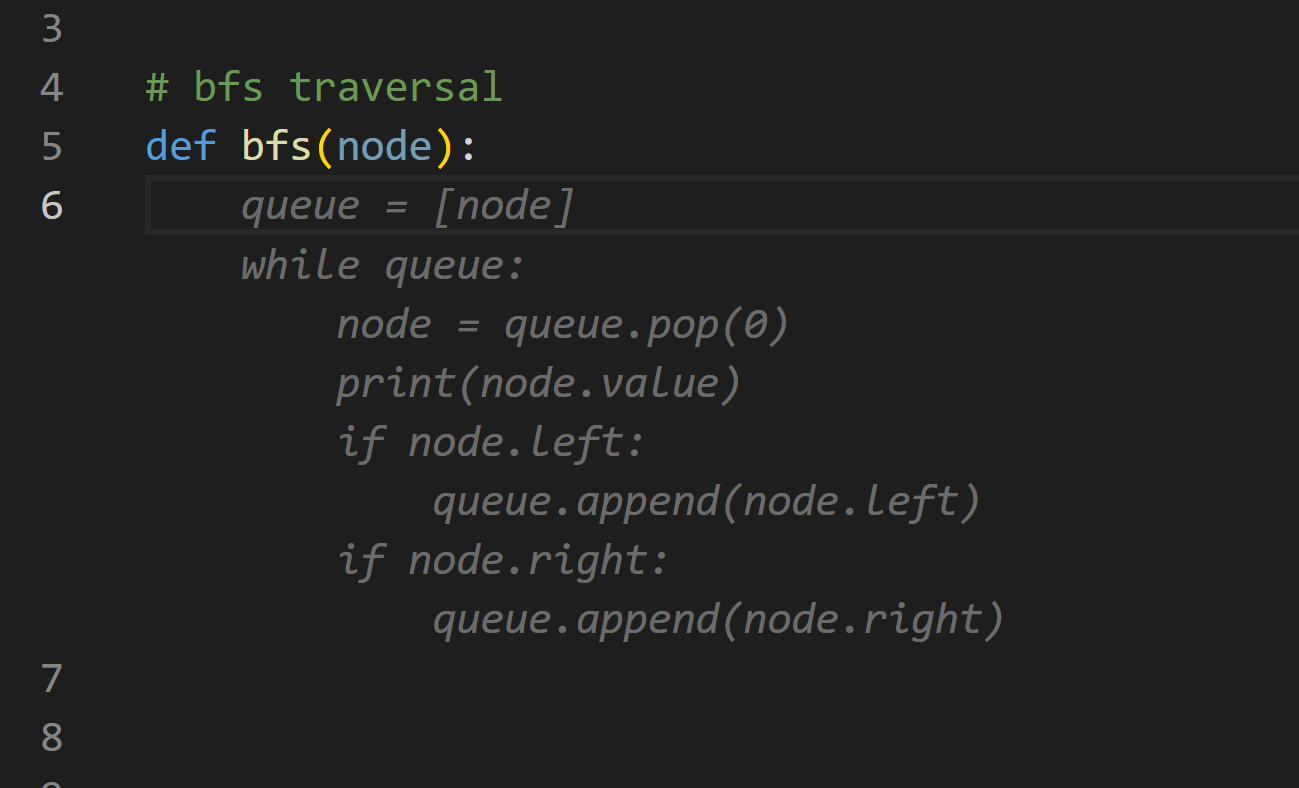 3
4 # bfs traversal
5 def bfs(node):
6     queue = [node]
    while queue:
        node = queue.pop(0)
        print(node.value)
        if node.left:
            queue.append(node.left)
        if node.right:
            queue.append(node.right)
7
8